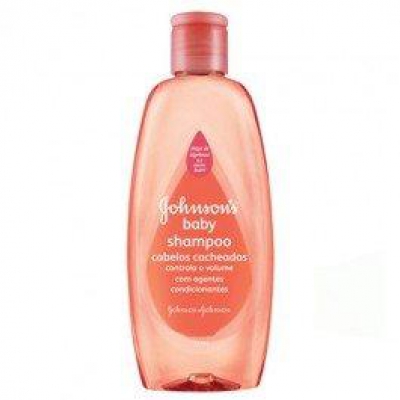 Johnson's
baby
shampoo
cabelos cacheados
controla o volume
com agentes
condicionantes
Johnson & Johnson